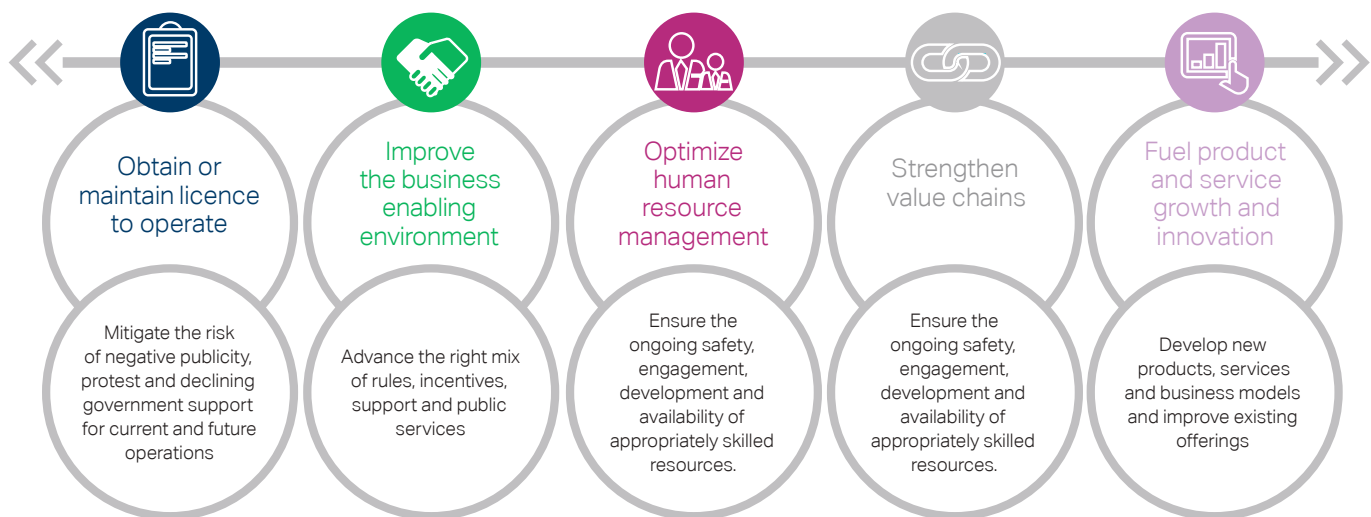 Obtain or
maintain licence
to operate
Mitigate the risk
of negative publicity,
protest and declining
government support
for current and future
operations
Improve
the business
enabling
environment
Advance the right mix
of rules, incentives,
support and public
services
Optimize
human
resource
management
Ensure the
ongoing safety,
engagement,
development and
availability of
appropriately skilled
resources.
Strengthen
value chains
Ensure the
ongoing safety,
engagement,
development and
availability of
appropriately skilled
resources.
Fuel product
and service
growth and
innovation
Develop new
products, services
and business models
and improve existing
offerings